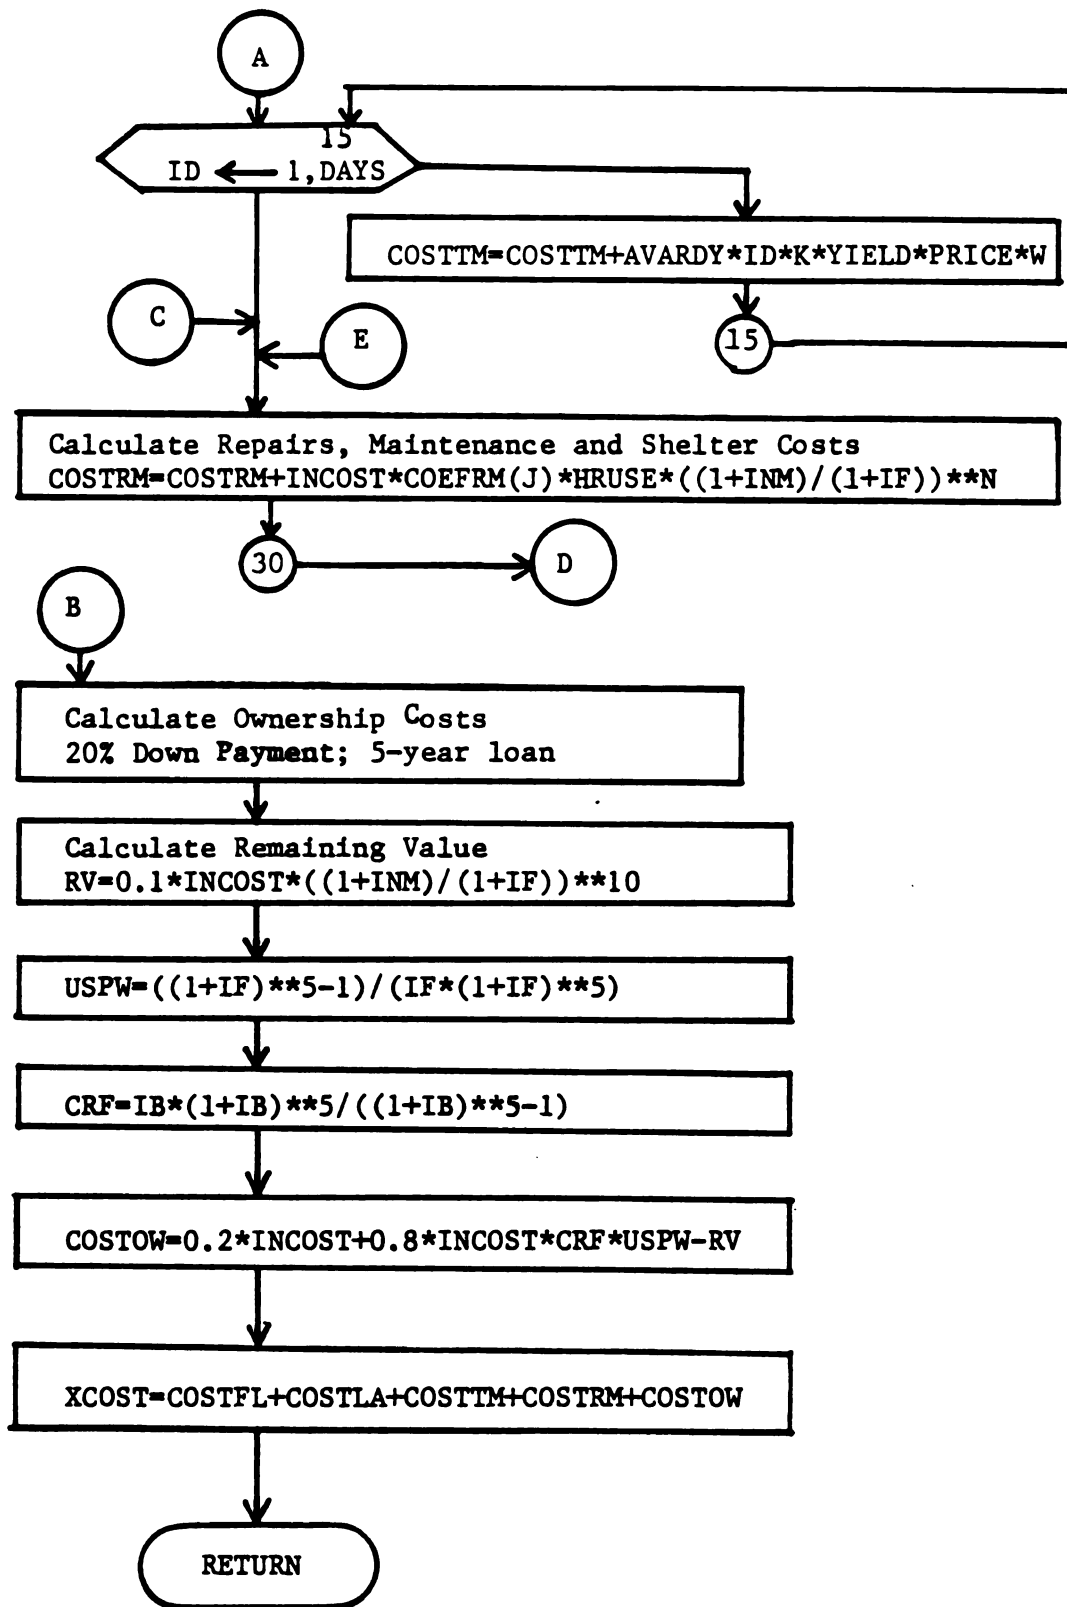 A
15
ID ← 1,DAYS
COSTTM=COSTTM+AVARDY*ID*K*YIELD*PRICE*W
C
E
15
Calculate Repairs, Maintenance and Shelter Costs
COSTRM=COSTRM+INCOST*COEFRM(J)*HRUSE*((1+INM)/(1+IF))**N
30
D
B
Calculate Ownership Costs
20% Down Payment; 5-year loan
Calculate Remaining Value
RV=0.1*INCOST*((1+INM)/(1+IF))**10
USPW=((1+IF)**5-1)/(IF*(1+IF)**5)
CRF=IB*(1+IB)**5/((1+IB)**5-1)
COSTOW=0.2*INCOST+0.8*INCOST*CRF*USPW-RV
XCOST=COSTFL+COSTLA+COSTTM+COSTRM+COSTOW
RETURN